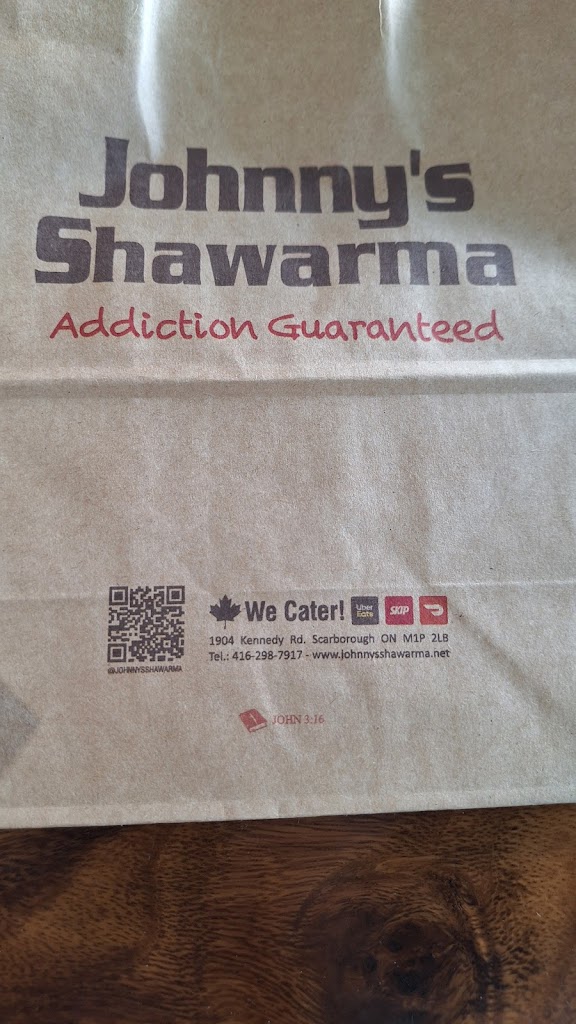 Johnny's
Shawarma
Addiction Guaranteed
We Cater! Uber Eats SKIP
1904 Kennedy Rd. Scarborough ON M1P 2LB
Tel.: 416-298-7917 - www.johnnysshawarma.net
@JOHNNYSSHAWARMA
JOHN 3:16